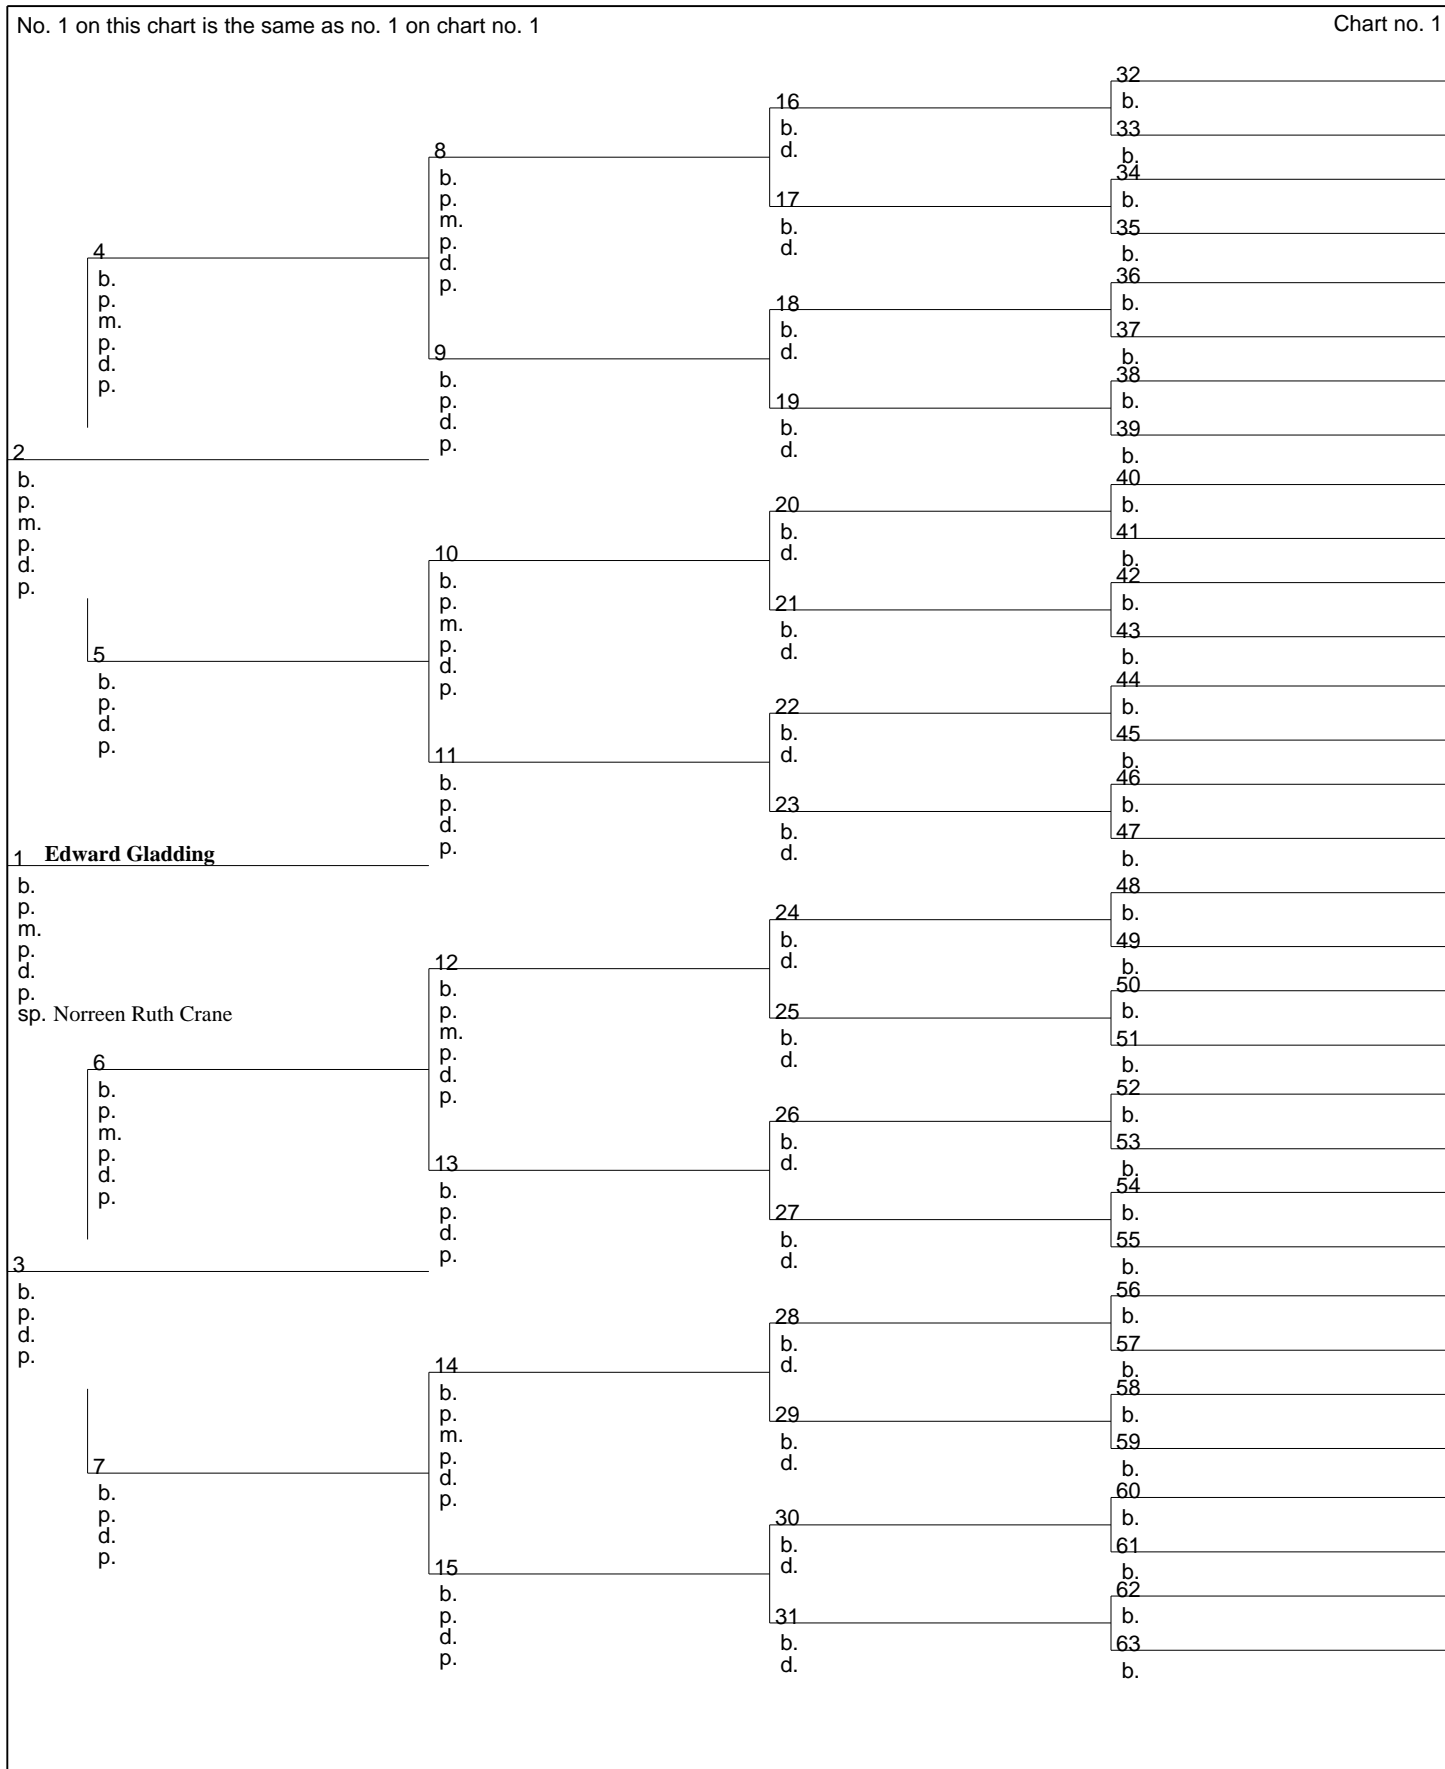 No. 1 on this chart is the same as no. 1 on chart no. 1
Chart no. 1
2
b.
p.
m.
p.
d.
p.
1 Edward Gladding
b.
p.
m.
p.
d.
p.
sp. Norreen Ruth Crane
3
b.
p.
d.
p.
4
b.
p.
m.
p.
d.
p.
5
b.
p.
d.
p.
6
b.
p.
m.
p.
d.
p.
7
b.
p.
d.
p.
8
b.
p.
m.
p.
d.
p.
9
b.
p.
d.
p.
10
b.
p.
m.
p.
d.
p.
11
b.
p.
d.
p.
12
b.
p.
m.
p.
d.
p.
13
b.
p.
d.
p.
14
b.
p.
m.
p.
d.
p.
15
b.
p.
d.
p.
16
b.
d.
17
b.
d.
18
b.
d.
19
b.
d.
20
b.
d.
21
b.
d.
22
b.
d.
23
b.
d.
24
b.
d.
25
b.
d.
26
b.
d.
27
b.
d.
28
b.
d.
29
b.
d.
30
b.
d.
31
b.
d.
32
b.
33
b.
34
b.
35
b.
36
b.
37
b.
38
b.
39
b.
40
b.
41
b.
42
b.
43
b.
44
b.
45
b.
46
b.
47
b.
48
b.
49
b.
50
b.
51
b.
52
b.
53
b.
54
b.
55
b.
56
b.
57
b.
58
b.
59
b.
60
b.
61
b.
62
b.
63
b.